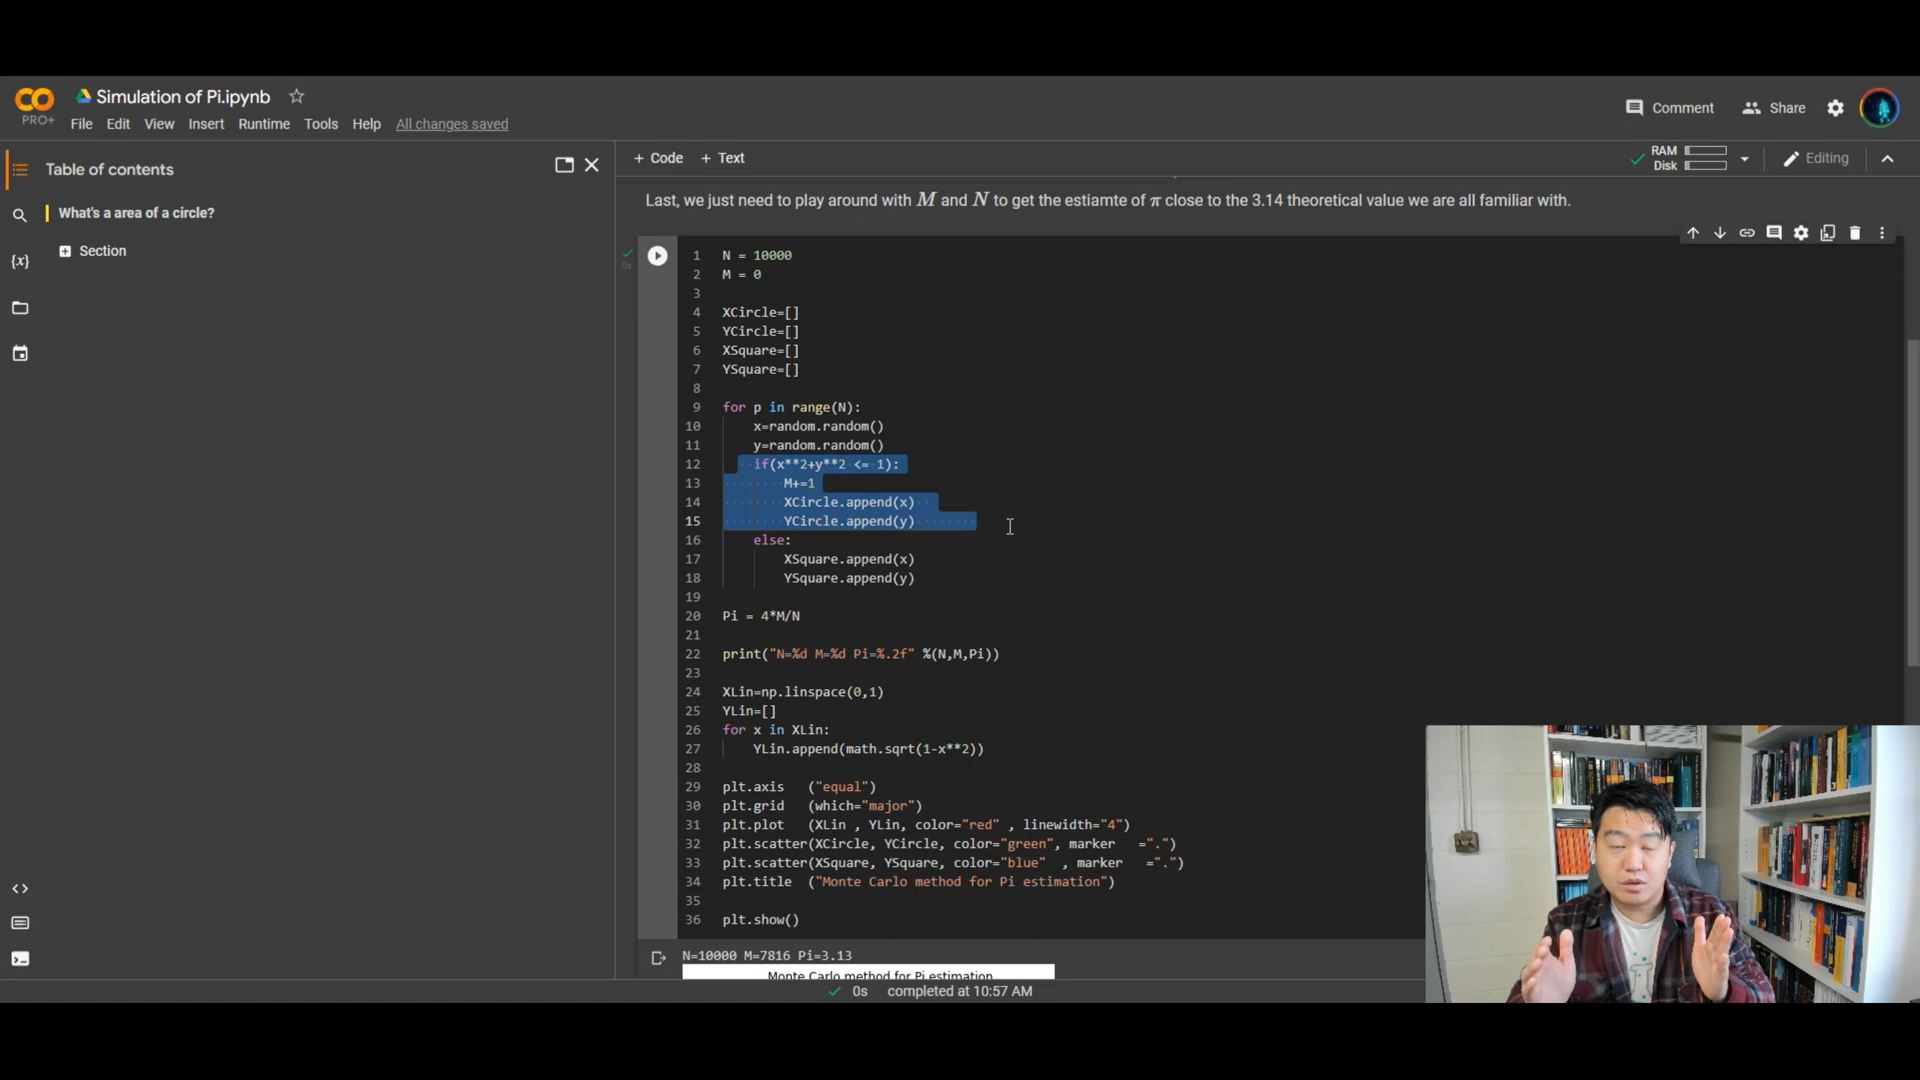 CO
PRO+
Simulation of Pi.ipynb
File Edit View Insert Runtime Tools Help All changes saved
Comment Share
Table of contents
+ Code + Text
RAM
Disk
Editing
What's a area of a circle?
Section
{x}
Last, we just need to play around with M and N to get the estiamte of π close to the 3.14 theoretical value we are all familiar with.
0s
1 N = 10000
2 M = 0
3
4 XCircle=[]
5 YCircle=[]
6 XSquare=[]
7 YSquare=[]
8
9 for p in range(N):
10 x=random.random()
11 y=random.random()
12 if(x**2+y**2 <= 1):
13 M+=1
14 XCircle.append(x)
15 YCircle.append(y)
16 else:
17 XSquare.append(x)
18 YSquare.append(y)
19
20 Pi = 4*M/N
21
22 print("N=%d M=%d Pi=%.2f" %(N,M,Pi))
23
24 XLin=np.linspace(0,1)
25 YLin=[]
26 for x in XLin:
27 YLin.append(math.sqrt(1-x**2))
28
29 plt.axis ("equal")
30 plt.grid (which="major")
31 plt.plot (XLin , YLin, color="red" , linewidth="4")
32 plt.scatter(XCircle, YCircle, color="green", marker =".")
33 plt.scatter(XSquare, YSquare, color="blue" , marker =".")
34 plt.title ("Monte Carlo method for Pi estimation")
35
36 plt.show()
N=10000 M=7816 Pi=3.13
Monte Carlo method for Pi estimation
0s completed at 10:57 AM